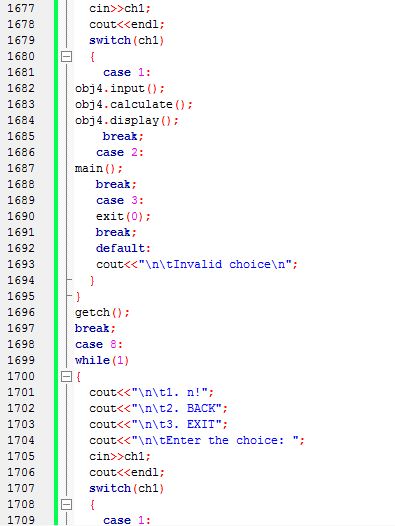 1677 cin>>ch1;
1678 cout<<endl;
1679 switch(ch1)
1680 {
1681 case 1:
1682 obj4.input();
1683 obj4.calculate();
1684 obj4.display();
1685 break;
1686 case 2:
1687 main();
1688 break;
1689 case 3:
1690 exit(0);
1691 break;
1692 default:
1693 cout<<"\n\tInvalid choice\n";
1694 }
1695 }
1696 getch();
1697 break;
1698 case 8:
1699 while(1)
1700 {
1701 cout<<"\n\t1. n!";
1702 cout<<"\n\t2. BACK";
1703 cout<<"\n\t3. EXIT";
1704 cout<<"\n\tEnter the choice: ";
1705 cin>>ch1;
1706 cout<<endl;
1707 switch(ch1)
1708 {
1709 case 1: